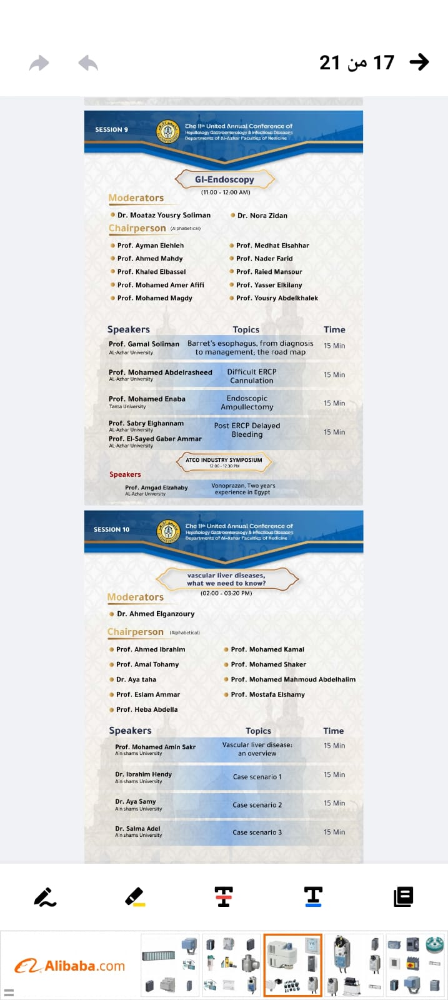 17 من 21
SESSION 9
The 11th United Annual Conference of
Hepatology Gastroenterology & Infectious Diseases
Departments of Al-Azhar Faculties of Medicine
GI-Endoscopy
(11:00 - 12:00 AM)
Moderators
Dr. Moataz Yousry Soliman
Dr. Nora Zidan
Chairperson (Alphabetical)
Prof. Ayman Elehleh
Prof. Medhat Elsahhar
Prof. Ahmed Mahdy
Prof. Nader Farid
Prof. Khaled Elbassel
Prof. Raied Mansour
Prof. Mohamed Amer Afifi
Prof. Yasser Elkilany
Prof. Mohamed Magdy
Prof. Yousry Abdelkhalek
Speakers Topics Time
Prof. Gamal Soliman
AL-Azhar University
Barret's esophagus, from diagnosis
to management; the road map
15 Min
Prof. Mohamed Abdelrasheed
AL-Azhar University
Difficult ERCP
Cannulation
15 Min
Prof. Mohamed Enaba
Tanta University
Endoscopic
Ampullectomy
15 Min
Prof. Sabry Elghannam
AL-Azhar University
Prof. El-Sayed Gaber Ammar
AL-Azhar University
Post ERCP Delayed
Bleeding
15 Min
ATCO INDUSTRY SYMPOSIUM
12:00 - 12:30 PM
Speakers
Prof. Amgad Elzahaby
AL-Azhar University
Vonoprazan, Two years
experience in Egypt
SESSION 10
The 11th United Annual Conference of
Hepatology Gastroenterology & Infectious Diseases
Departments of Al-Azhar Faculties of Medicine
vascular liver diseases,
what we need to know?
(02:00 - 03:20 PM)
Moderators
Dr. Ahmed Elganzoury
Chairperson (Alphabetical)
Prof. Ahmed Ibrahim
Prof. Mohamed Kamal
Prof. Amal Tohamy
Prof. Mohamed Shaker
Dr. Aya taha
Prof. Mohamed Mahmoud Abdelhalim
Prof. Eslam Ammar
Prof. Mostafa Elshamy
Prof. Heba Abdella
Speakers Topics Time
Prof. Mohamed Amin Sakr
Ain shams University
Vascular liver disease:
an overview
15 Min
Dr. Ibrahim Hendy
Ain shams University
Case scenario 1
15 Min
Dr. Aya Samy
Ain shams University
Case scenario 2
15 Min
Dr. Salma Adel
Ain shams University
Case scenario 3
15 Min
Alibaba.com